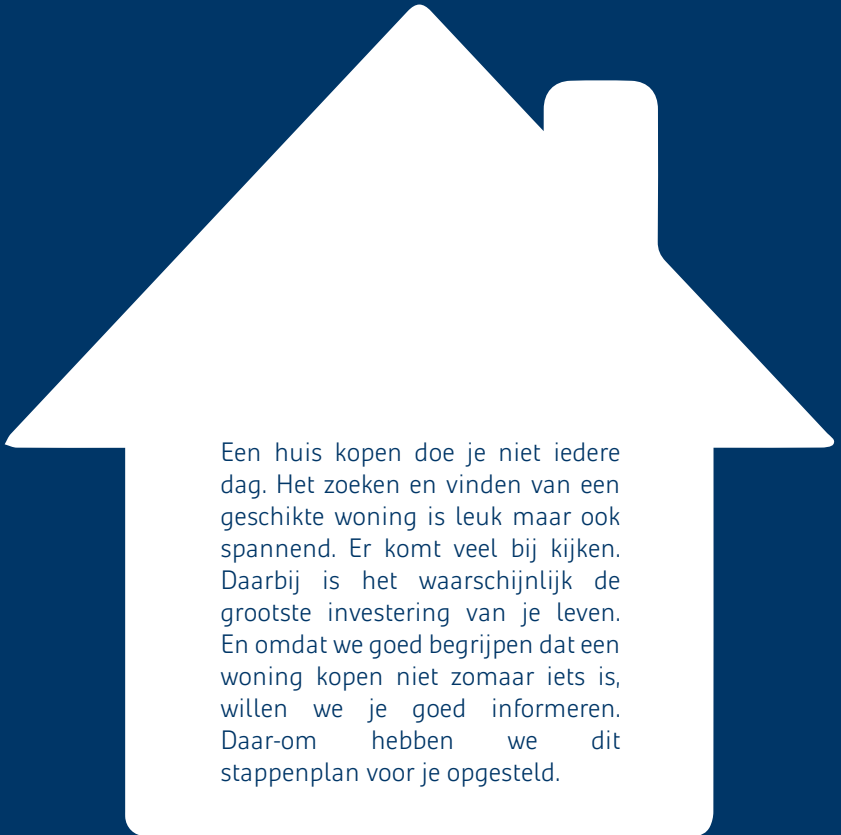 Een huis kopen doe je niet iedere
dag. Het zoeken en vinden van een
geschikte woning is leuk maar ook
spannend. Er komt veel bij kijken.
Daarbij is het waarschijnlijk de
grootste investering van je leven.
En omdat we goed begrijpen dat een
woning kopen niet zomaar iets is,
willen we je goed informeren.
Daar-om hebben we dit
stappenplan voor je opgesteld.